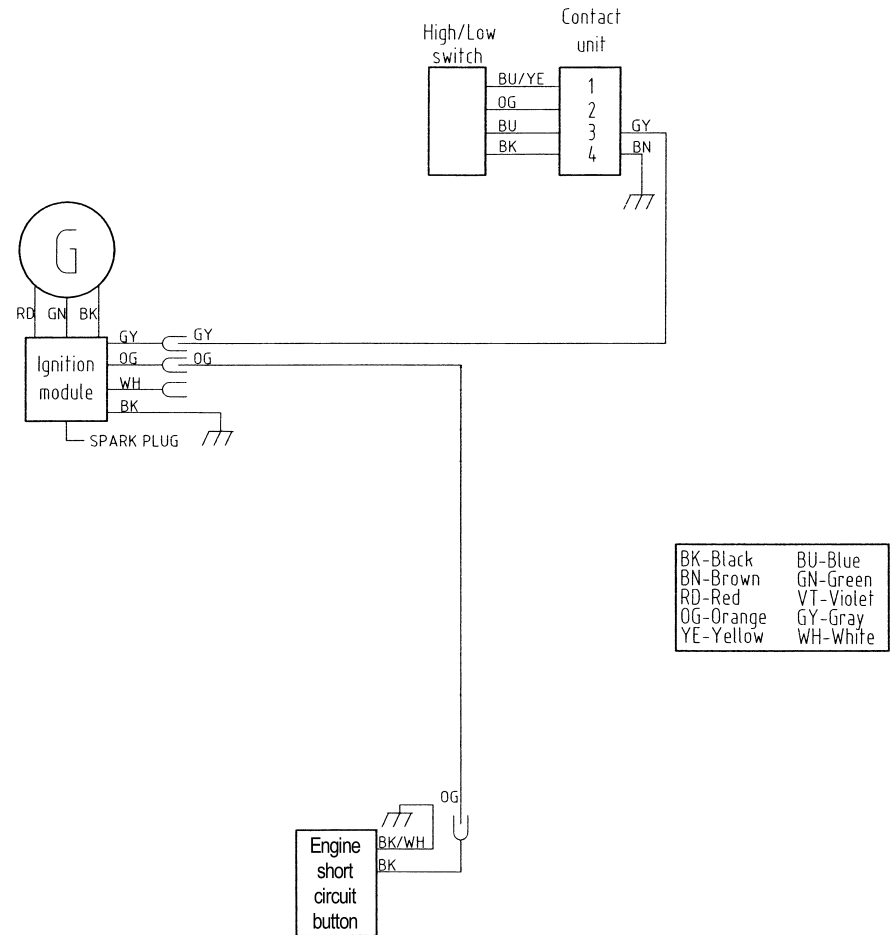 High/Low
switch
Contact
unit
BU/YE
OG
BU
BK
1
2
3
4
GY
BN
G
RD GN BK
Ignition
module
GY
OG
WH
BK
GY
OG
SPARK PLUG
BK-Black BU-Blue
BN-Brown GN-Green
RD-Red VT-Violet
OG-Orange GY-Gray
YE-Yellow WH-White
OG
BK/WH
BK
Engine
short
circuit
button